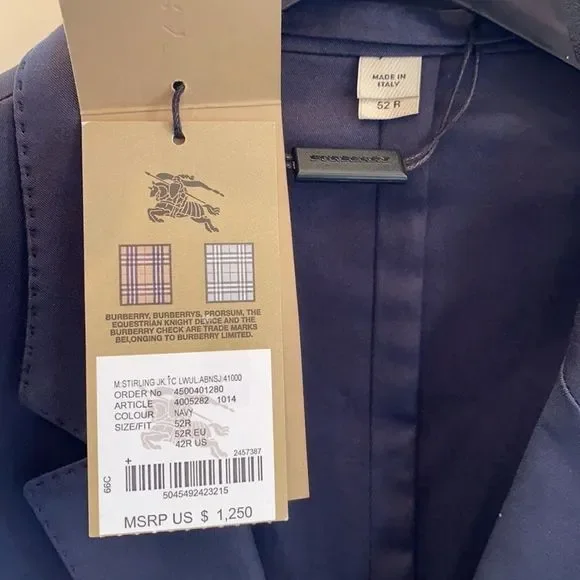 MADE IN
ITALY
52 R
BURBERRY
BURBERRY, BURBERRYS, PRORSUM, THE
EQUESTRIAN KNIGHT DEVICE AND THE
BURBERRY CHECK ARE TRADE MARKS
BELONGING TO BURBERRY LIMITED.
M:STIRLING JK:TC LWUL:ABNSJ:41000
ORDER No 4500401280
ARTICLE 4005282 1014
COLOUR NAVY
SIZE/FIT 52R
52R EU
42R US
+ 2457387
66C
5045492423215
MSRP US $ 1,250